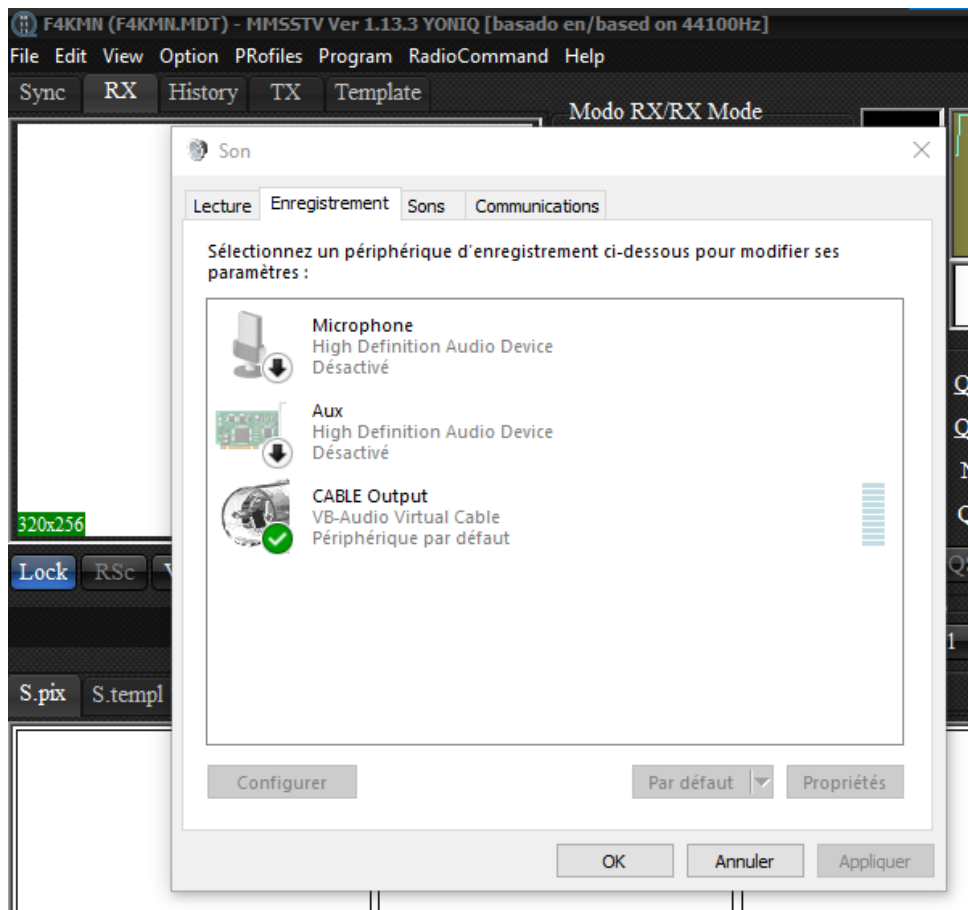 F4KMN (F4KMN.MDT) - MMSSTV Ver 1.13.3 YONIQ [basado en/based on 44100Hz]
File Edit View Option PRofiles Program RadioCommand Help
Sync RX History TX Template
Modo RX/RX Mode
Son
Lecture Enregistrement Sons Communications
Sélectionnez un périphérique d'enregistrement ci-dessous pour modifier ses
paramètres :
Microphone
High Definition Audio Device
Désactivé
Aux
High Definition Audio Device
Désactivé
CABLE Output
VB-Audio Virtual Cable
Périphérique par défaut
320x256
Lock RSc
S.pix S.templ
Configurer Par défaut Propriétés
OK Annuler Appliquer